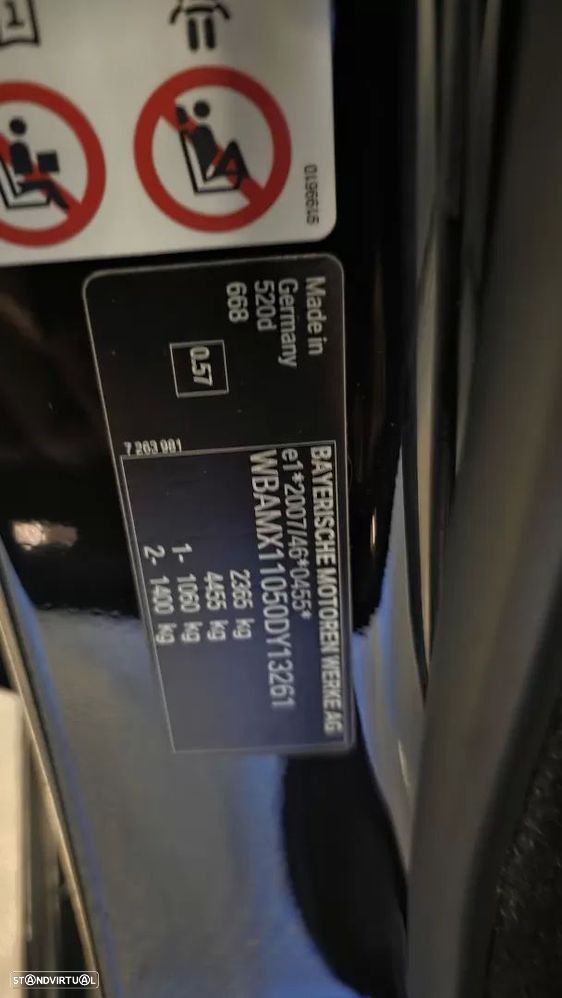 0196616
Made in
Germany
520d
668
0.57
7 263 981
BAYERISCHE MOTOREN WERKE AG
e1*2007/46*0455*
WBAMX11050DY13261
2365 kg
4455 kg
1- 1060 kg
2- 1400 kg
STANDVIRTUAL